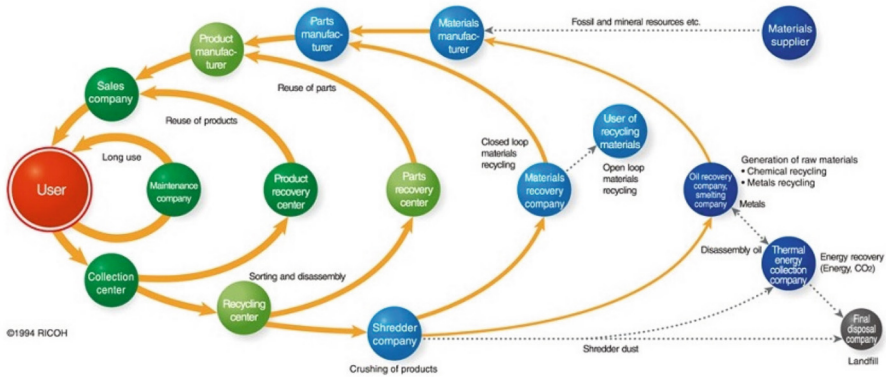 Fossil and mineral resources etc.
Materials
supplier
Materials
manufac-
turer
Parts
manufac-
turer
Product
manufac-
turer
Sales
company
Reuse of parts
Reuse of products
Long use
User
Maintenance
company
Product
recovery
center
Parts
recovery
center
Closed loop
materials
recycling
User of
recycling
materials
Open loop
materials
recycling
Materials
recovery
company
Oil recovery
company,
smelting
company
Generation of raw materials
• Chemical recycling
• Metals recycling
Metals
Disassembly oil
Thermal
energy
collection
company
Energy recovery
(Energy, CO2)
Collection
center
Sorting and disassembly
Recycling
center
Shredder
company
Crushing of products
Shredder dust
Final
disposal
company
Landfill
©1994 RICOH